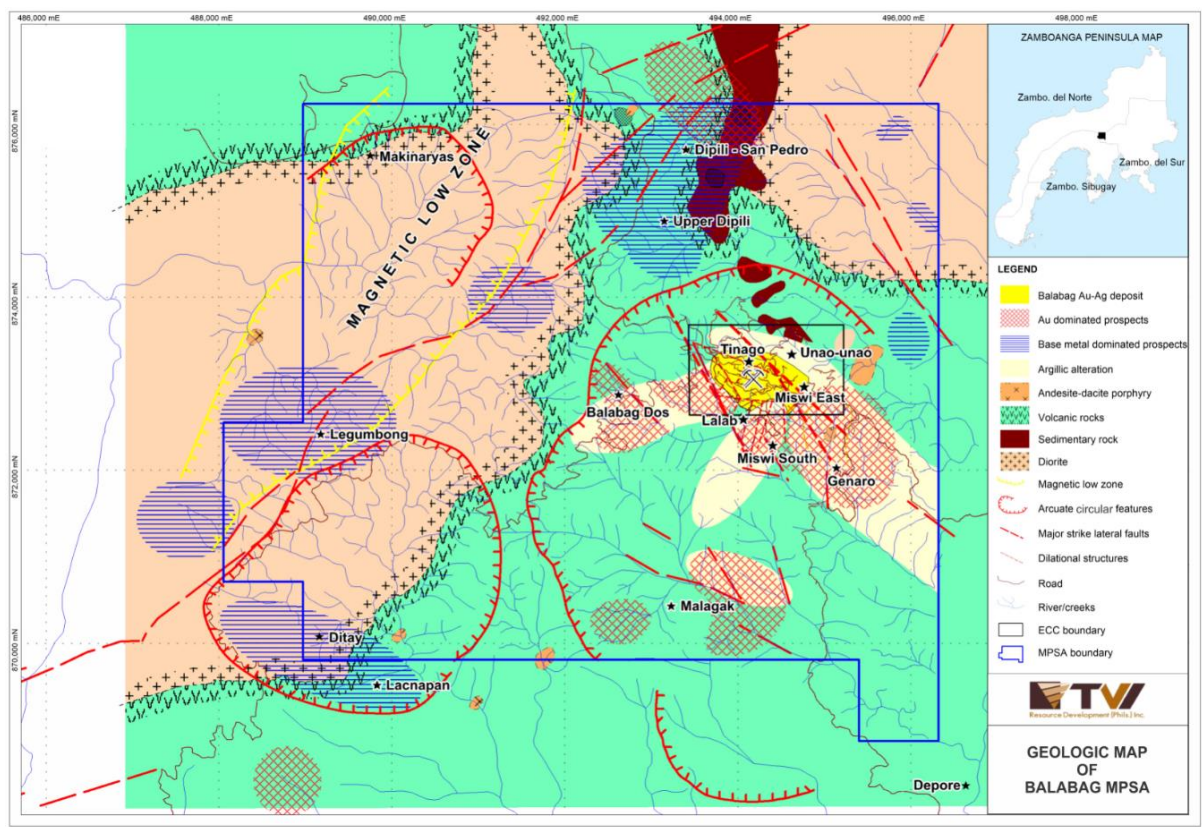 486,000 mE
488,000 mE
490,000 mE
492,000 mE
494,000 mE
496,000 mE
498,000 mE
876,000 mN
874,000 mN
872,000 mN
870,000 mN
Makinaryas
MAGNETIC LOW ZONE
Dipili - San Pedro
Upper Dipili
Tinago
Unao-unao
Miswi East
Balabag Dos
Lalab
Miswi South
Genaro
Legumbong
Malagak
Ditay
Lacnapan
Depore
ZAMBOANGA PENINSULA MAP
Zambo. del Norte
Zambo. del Sur
Zambo. Sibugay
LEGEND
Balabag Au-Ag deposit
Au dominated prospects
Base metal dominated prospects
Argillic alteration
Andesite-dacite porphyry
Volcanic rocks
Sedimentary rock
Diorite
Magnetic low zone
Arcuate circular features
Major strike lateral faults
Dilational structures
Road
River/creeks
ECC boundary
MPSA boundary
TVI
Resource Development (Phils.) Inc.
GEOLOGIC MAP
OF
BALABAG MPSA